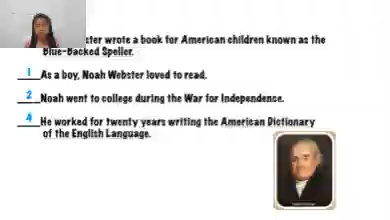 wrote a book for American children known as the
Blue-Backed Speller.
1 As a boy, Noah Webster loved to read.
2 Noah went to college during the War for Independence.
4 He worked for twenty years writing the American Dictionary
of the English Language.